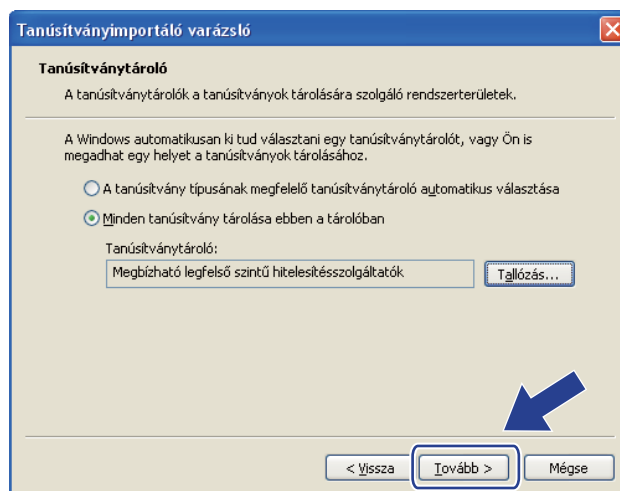 Tanúsítványimportáló varázsló
Tanúsítványtároló
A tanúsítványtárolók a tanúsítványok tárolására szolgáló rendszerterületek.
A Windows automatikusan ki tud választani egy tanúsítványtárolót, vagy Ön is
megadhat egy helyet a tanúsítványok tárolásához.
A tanúsítvány típusának megfelelő tanúsítványtároló automatikus választása
Minden tanúsítvány tárolása ebben a tárolóban
Tanúsítványtároló:
Megbízható legfelső szintű hitelesítésszolgáltatók
Tallózás...
< Vissza
Tovább >
Mégse